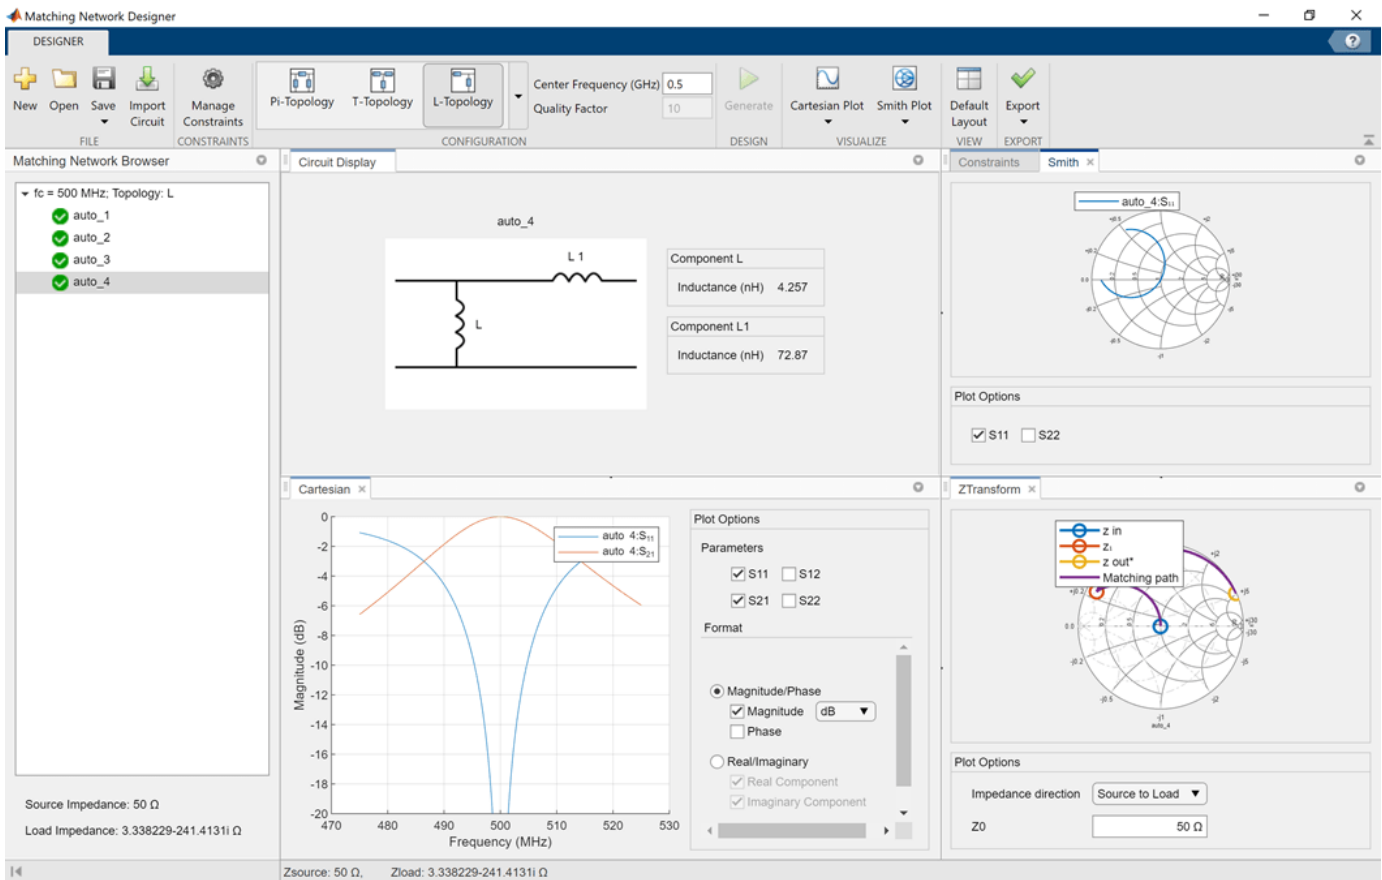 Matching Network Designer
DESIGNER
New
Open
Save
Import Circuit
FILE
Manage Constraints
CONSTRAINTS
Pi-Topology
T-Topology
L-Topology
Center Frequency (GHz) 0.5
Quality Factor 10
CONFIGURATION
Generate
DESIGN
Cartesian Plot
Smith Plot
VISUALIZE
Default Layout
VIEW
Export
EXPORT
Matching Network Browser
fc = 500 MHz; Topology: L
auto_1
auto_2
auto_3
auto_4
Source Impedance: 50 Ω
Load Impedance: 3.338229-241.4131i Ω
Circuit Display
auto_4
L 1
L
Component L
Inductance (nH) 4.257
Component L1
Inductance (nH) 72.87
Constraints
Smith
auto_4:S₁₁
Plot Options
S11
S22
Cartesian
0
-2
-4
-6
-8
-10
-12
-14
-16
-18
-20
Magnitude (dB)
470 480 490 500 510 520 530
Frequency (MHz)
auto 4:S₁₁
auto 4:S₂₁
Plot Options
Parameters
S11 S12
S21 S22
Format
Magnitude/Phase
Magnitude dB
Phase
Real/Imaginary
Real Component
Imaginary Component
ZTransform
z in
z₁
z out*
Matching path
auto_4
Plot Options
Impedance direction Source to Load
Z0 50 Ω
Zsource: 50 Ω, Zload: 3.338229-241.4131i Ω